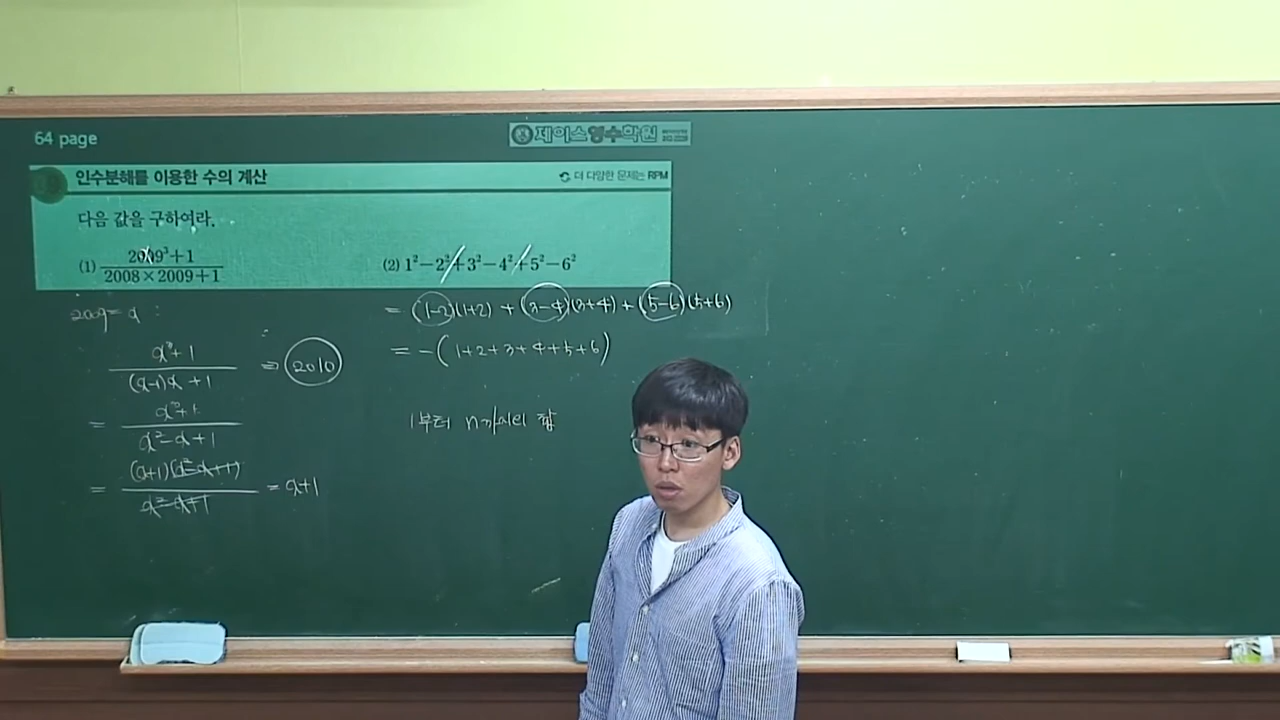 64 page
제이스영수학원
인수분해를 이용한 수의 계산
더 다양한 문제는 RPM
다음 값을 구하여라.
(1) 2009³+1 / 2008×2009+1
(2) 1²-2²+3²-4²+5²-6²
2009=a
a³+1 / (a-1)a+1 ⇒ 2010
= a³+1 / a²-a+1
= (a+1)(a²-a+1) / a²-a+1 = a+1
= (1-2)(1+2) + (3-4)(3+4) + (5-6)(5+6)
= -(1+2+3+4+5+6)
1부터 n까지의 합